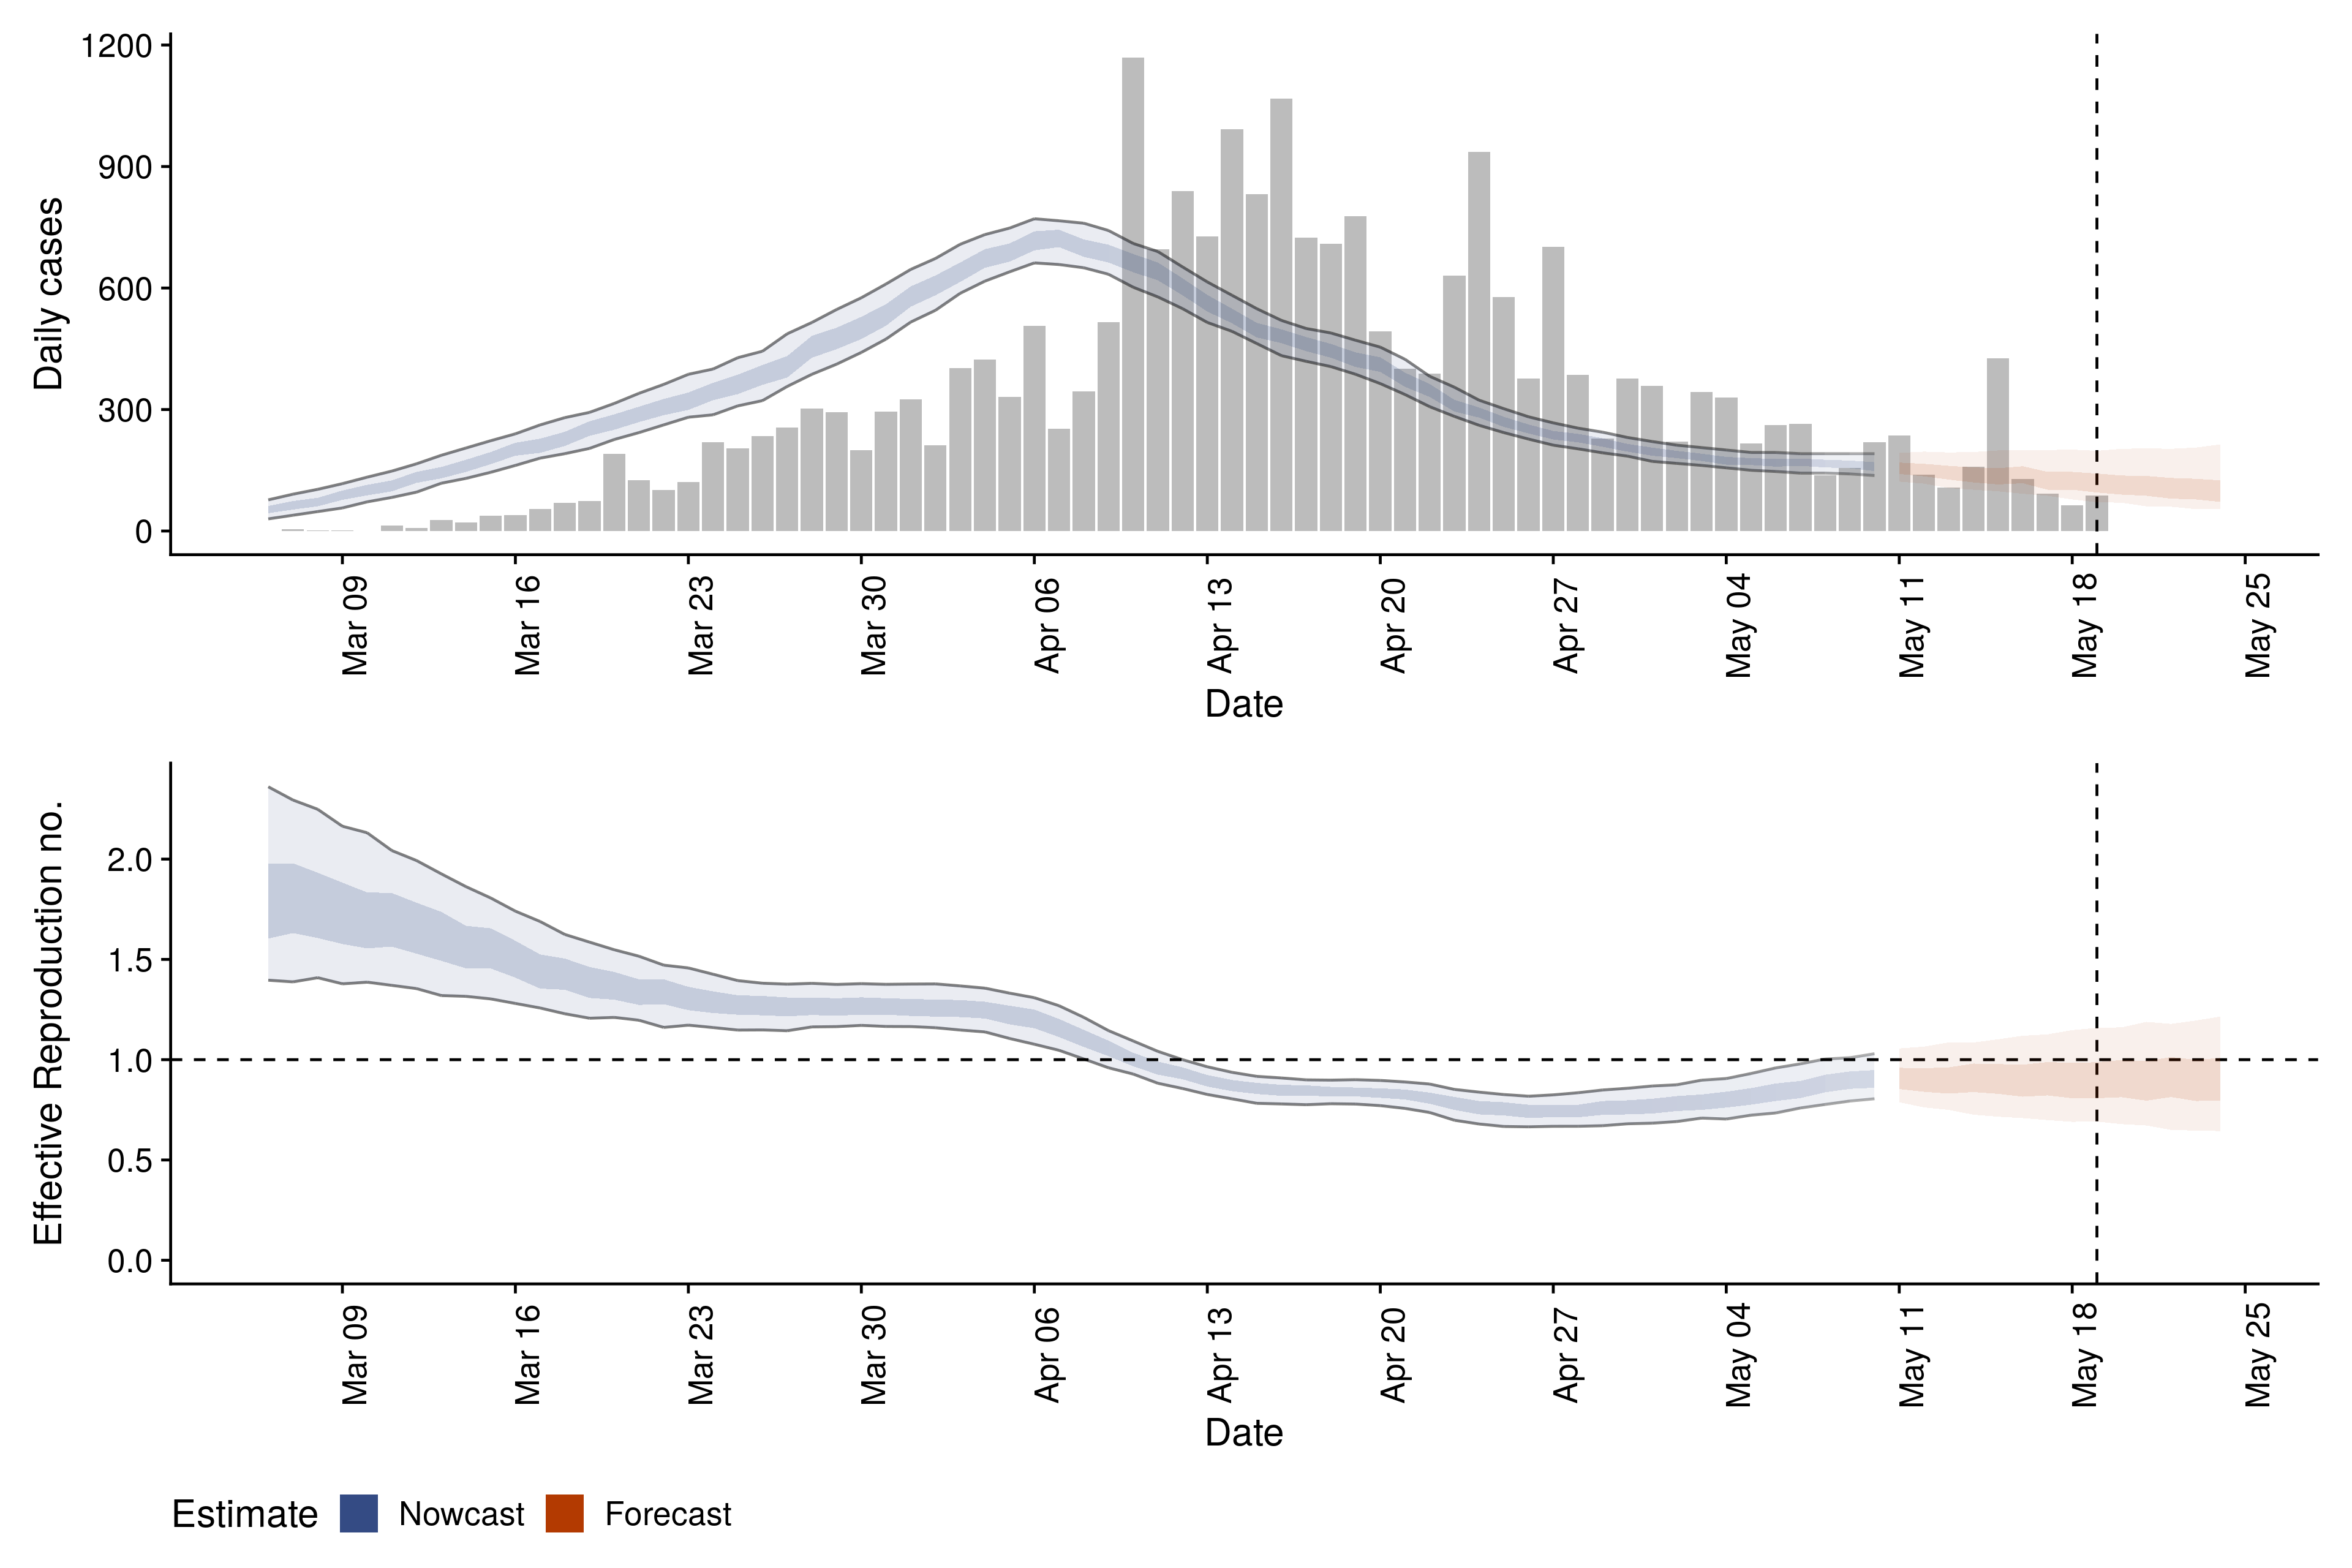 1200
900
600
300
0
Daily cases
Mar 09
Mar 16
Mar 23
Mar 30
Apr 06
Apr 13
Apr 20
Apr 27
May 04
May 11
May 18
May 25
Date
2.0
1.5
1.0
0.5
0.0
Effective Reproduction no.
Mar 09
Mar 16
Mar 23
Mar 30
Apr 06
Apr 13
Apr 20
Apr 27
May 04
May 11
May 18
May 25
Date
Estimate Nowcast Forecast